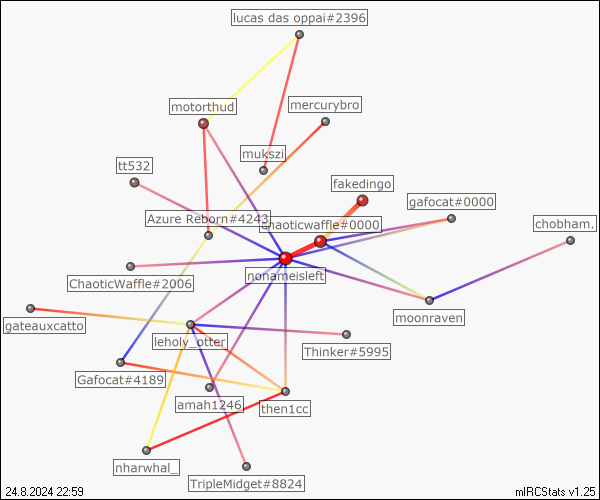 lucas das oppai#2396
motorthud
mercurybro
mukszi
tt532
fakedingo
gafocat#0000
Azure Reborn#4243
chaoticwaffle#0000
chobham.
nonameisleft
ChaoticWaffle#2006
moonraven
gateauxcatto
leholy_otter
Thinker#5995
Gafocat#4189
amah1246
then1cc
nharwhal_
TripleMidget#8824
24.8.2024 22:59
mIRCStats v1.25